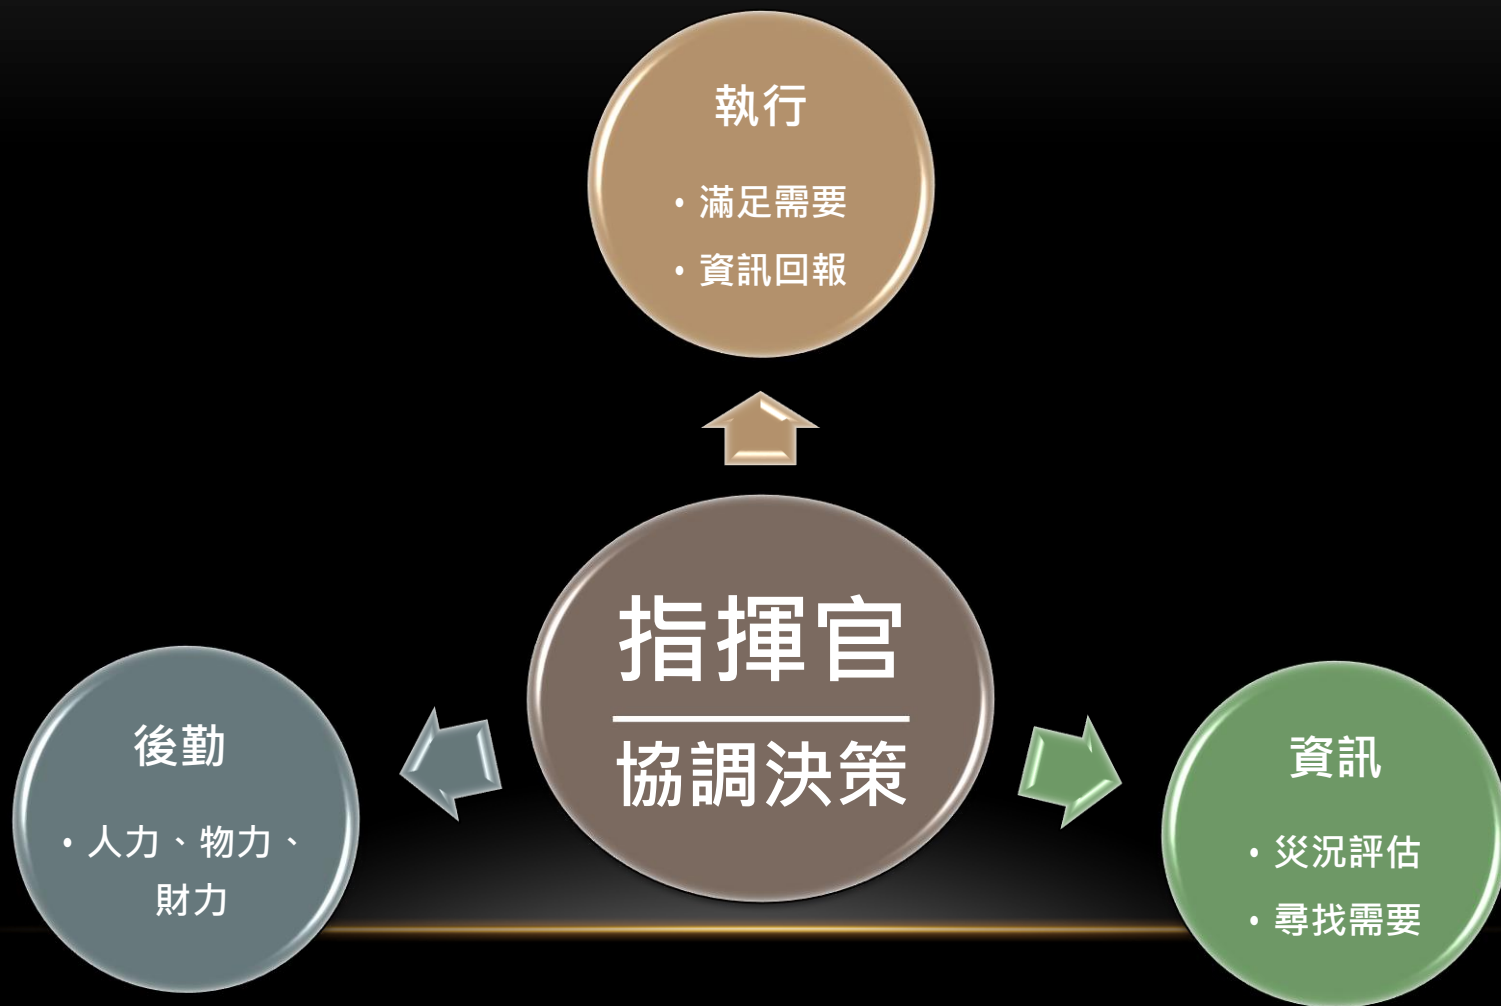 執行
• 滿足需要
• 資訊回報
指揮官
協調決策
後勤
• 人力、物力、
財力
資訊
• 災況評估
• 尋找需要